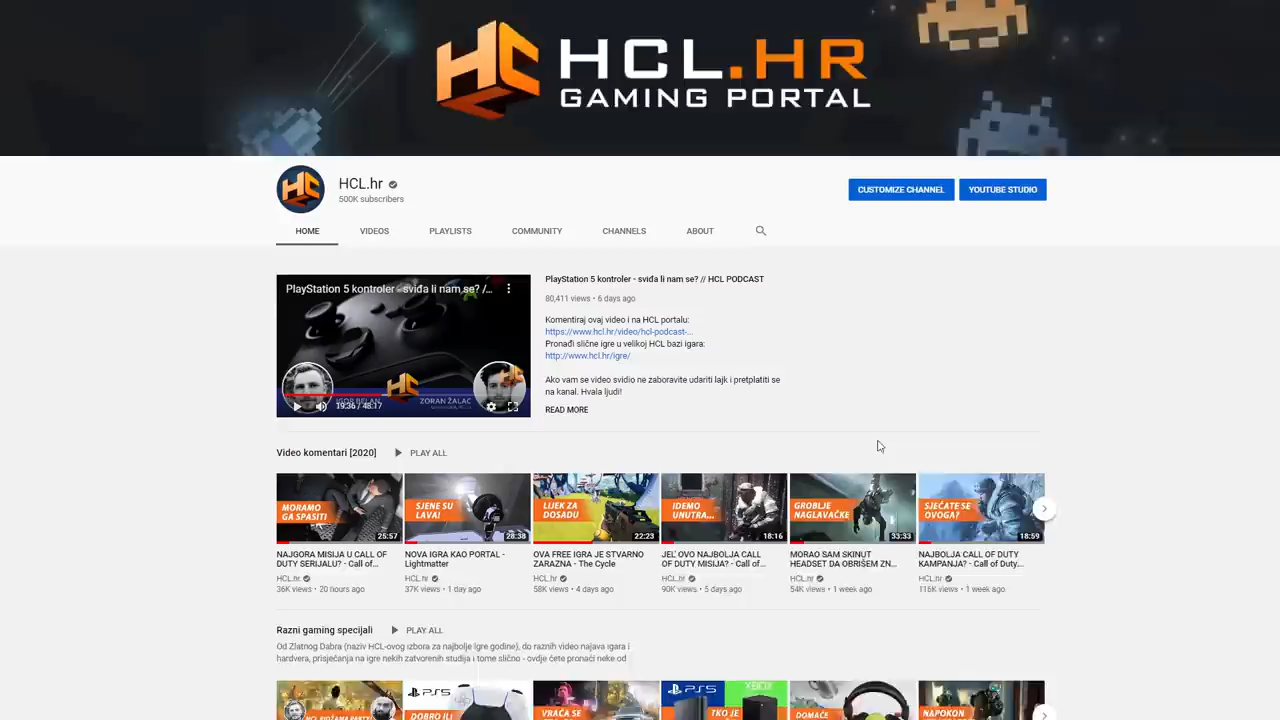 HCL.HR
GAMING PORTAL
HCL.hr
500K subscribers
CUSTOMIZE CHANNEL
YOUTUBE STUDIO
HOME
VIDEOS
PLAYLISTS
COMMUNITY
CHANNELS
ABOUT
PlayStation 5 kontroler - sviđa li nam se? /...
ZORAN ŽALAC
19:36 / 48:17
PlayStation 5 kontroler - sviđa li nam se? // HCL PODCAST
80,411 views • 6 days ago
Komentiraj ovaj video i na HCL portalu:
https://www.hcl.hr/video/hcl-podcast-...
Pronađi slične igre u velikoj HCL bazi igara:
http://www.hcl.hr/igre/
Ako vam se video svidio ne zaboravite udariti lajk i pretplatiti se
na kanal. Hvala ljudi!
READ MORE
Video komentari [2020]
PLAY ALL
MORAMO
GA SPASITI
25:57
SJENE SU
LAVA!
28:38
LIJEK ZA
DOSADU
22:23
IDEMO
UNUTRA...
18:16
GROBLJE
NAGLAVAČKE
33:33
SJEĆATE SE
OVOGA?
18:59
NAJGORA MISIJA U CALL OF
DUTY SERIJALU? - Call of...
HCL.hr
36K views • 20 hours ago
NOVA IGRA KAO PORTAL -
Lightmatter
HCL.hr
37K views • 1 day ago
OVA FREE IGRA JE STVARNO
ZARAZNA - The Cycle
HCL.hr
58K views • 4 days ago
JEL' OVO NAJBOLJA CALL
OF DUTY MISIJA? - Call of...
HCL.hr
90K views • 5 days ago
MORAO SAM SKINUT
HEADSET DA OBRIŠEM ZN...
HCL.hr
54K views • 1 week ago
NAJBOLJA CALL OF DUTY
KAMPANJA? - Call of Duty...
HCL.hr
116K views • 1 week ago
Razni gaming specijali
PLAY ALL
Od Zlatnog Dabra (naziv HCL-ovog izbora za najbolje igre godine), do raznih video najava igara i
hardvera, prisjećanja na igre nekih zatvorenih studija i tome slično - ovdje ćete pronaći neke od
PS5
DOBRO ILI
VRAĆA SE
PS5
XBOX
TKO JE
DOMAĆE
NAPOKON